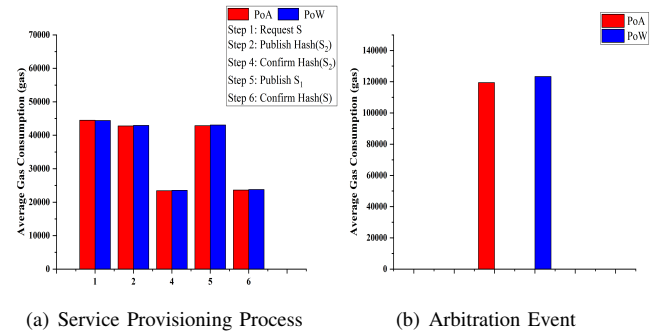 PoA PoW
Step 1: Request S
Step 2: Publish Hash(S₂)
Step 4: Confirm Hash(S₂)
Step 5: Publish S₁
Step 6: Confirm Hash(S)
Average Gas Consumption (gas)
70000
60000
50000
40000
30000
20000
10000
0
1 2 4 5 6
(a) Service Provisioning Process
PoA
PoW
Average Gas Consumption (gas)
140000
120000
100000
80000
60000
40000
20000
0
(b) Arbitration Event